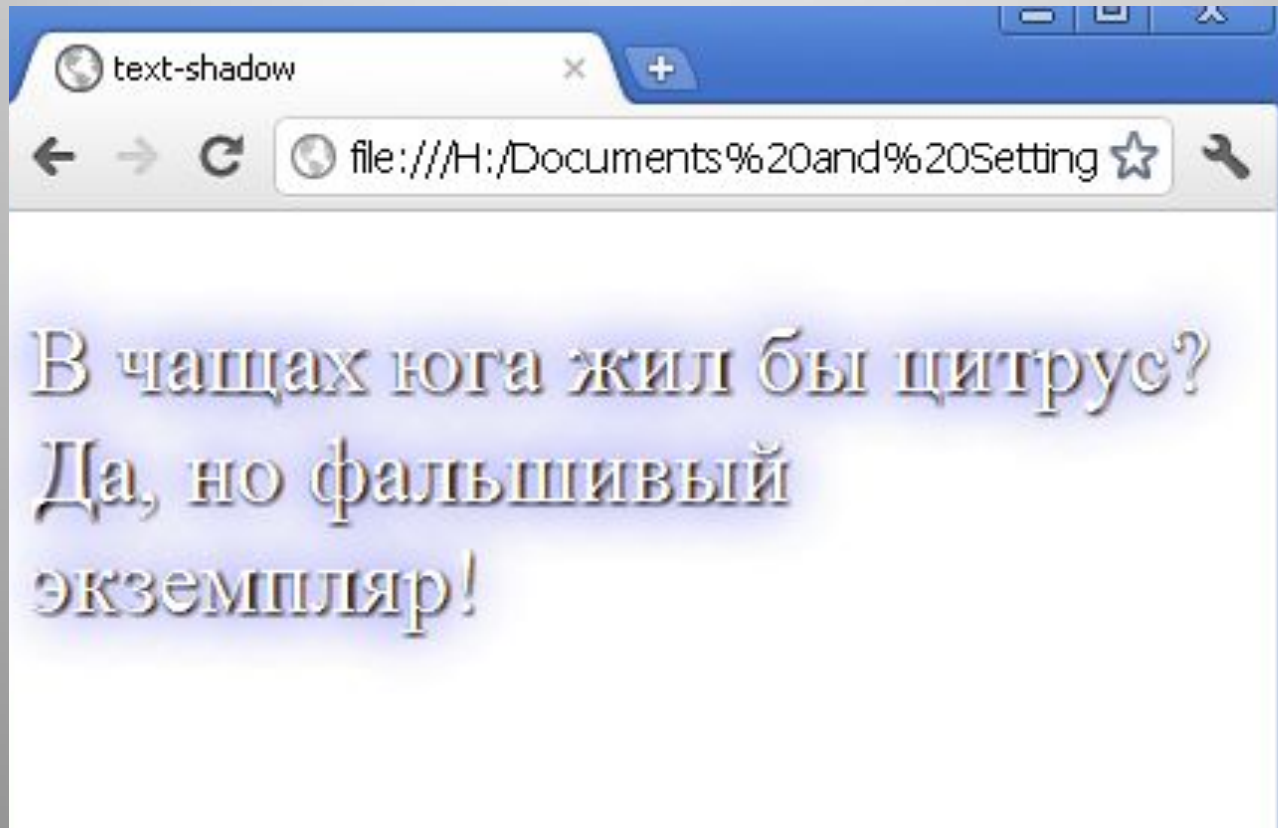 text-shadow
file:///H:/Documents%20and%20Setting
В чащах юга жил бы цитрус?
Да, но фальшивый
экземпляр!